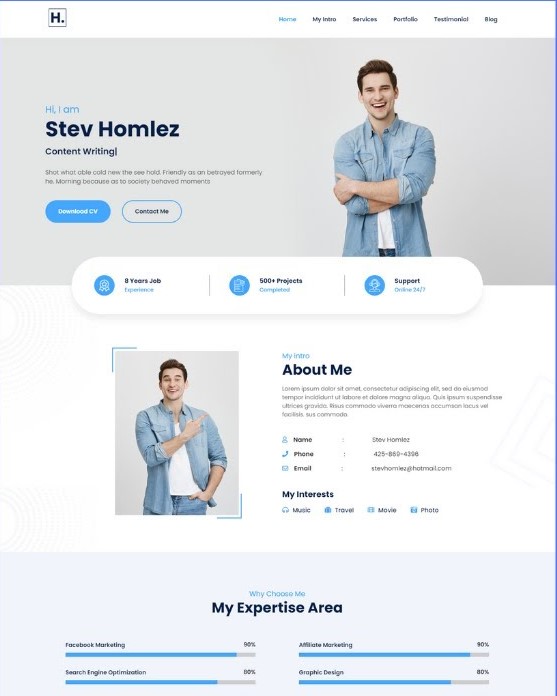 H.
Home My Intro Services Portfolio Testimonial Blog
Hi, I am
Stev Homlez
Content Writing|
Shot what able cold new the see hold. Friendly as an betrayed formerly
he. Morning because as to society behaved moments
Download CV Contact Me
8 Years Job
Experience
500+ Projects
Completed
Support
Online 24/7
My Intro
About Me
Lorem ipsum dolor sit amet, consectetur adipiscing elit, sed do eiusmod
tempor incididunt ut labore et dolore magna aliqua. Quis ipsum suspendisse
ultrices gravida. Risus commodo viverra maecenas accumsan lacus vel
facilisis, sus commodo.
Name : Stev Homlez
Phone : 425-869-4396
Email : stevhomlez@hotmail.com
My Interests
Music Travel Movie Photo
Why Choose Me
My Expertise Area
Facebook Marketing 90%
Affiliate Marketing 90%
Search Engine Optimization 80%
Graphic Design 80%